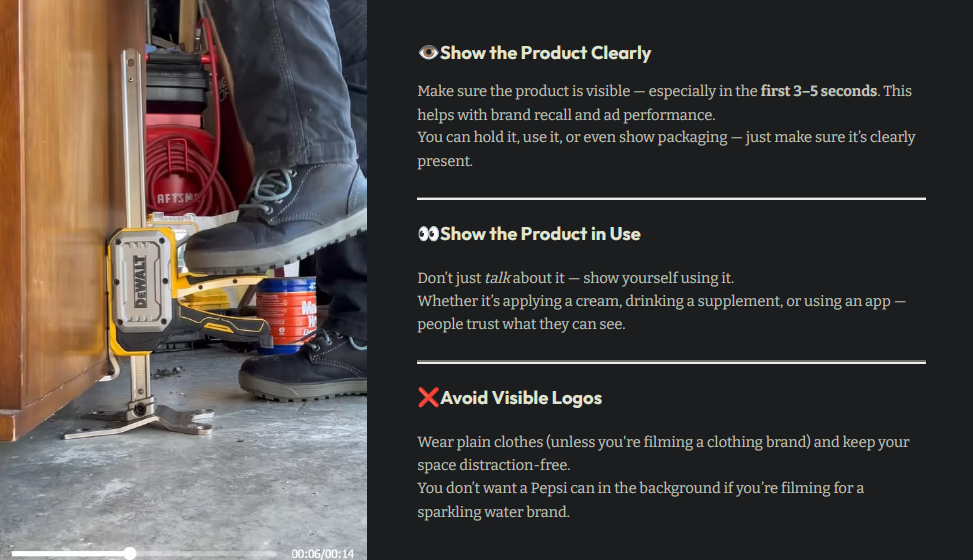 AFTSM
DEWALT
00:06/00:14
👁️Show the Product Clearly
Make sure the product is visible — especially in the first 3–5 seconds. This
helps with brand recall and ad performance.
You can hold it, use it, or even show packaging — just make sure it's clearly
present.
👀Show the Product in Use
Don't just talk about it — show yourself using it.
Whether it's applying a cream, drinking a supplement, or using an app —
people trust what they can see.
❌Avoid Visible Logos
Wear plain clothes (unless you're filming a clothing brand) and keep your
space distraction-free.
You don't want a Pepsi can in the background if you're filming for a
sparkling water brand.